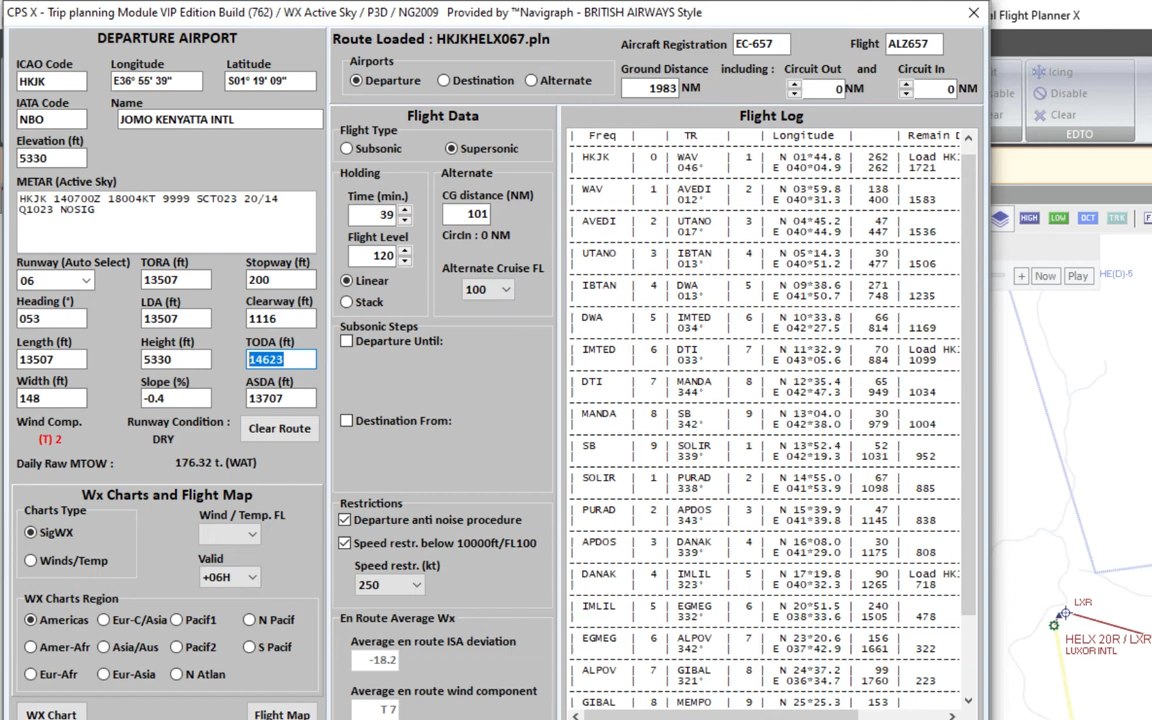 CPS X - Trip planning Module VIP Edition Build (762) / WX Active Sky / P3D / NG2009   Provided by ™Navigraph - BRITISH AIRWAYS Style
al Flight Planner X
DEPARTURE AIRPORT
ICAO Code Longitude Latitude
HKJK E36° 55' 39" S01° 19' 09"
IATA Code Name
NBO JOMO KENYATTA INTL
Elevation (ft)
5330
METAR (Active Sky)
HKJK 140700Z 18004KT 9999 SCT023 20/14
Q1023 NOSIG
Runway (Auto Select) TORA (ft) Stopway (ft)
06 13507 200
Heading (°) LDA (ft) Clearway (ft)
053 13507 1116
Length (ft) Height (ft) TODA (ft)
13507 5330 14623
Width (ft) Slope (%) ASDA (ft)
148 -0.4 13707
Wind Comp. Runway Condition :
(T) 2 DRY Clear Route
Daily Raw MTOW : 176.32 t. (WAT)
Wx Charts and Flight Map
Charts Type Wind / Temp. FL
SigWX
Winds/Temp Valid
+06H
WX Charts Region
Americas Eur-C/Asia Pacif1 N Pacif
Amer-Afr Asia/Aus Pacif2 S Pacif
Eur-Afr Eur-Asia N Atlan
WX Chart Flight Map
Route Loaded : HKJKHELX067.pln
Airports
Departure Destination Alternate
Aircraft Registration EC-657 Flight ALZ657
Ground Distance including : Circuit Out and Circuit In
1983 NM 0 NM 0 NM
Flight Data
Flight Type
Subsonic Supersonic
Holding Alternate
Time (min.) CG distance (NM)
39 101
Flight Level CircIn : 0 NM
120
Alternate Cruise FL
Linear 100
Stack
Subsonic Steps
Departure Until:
Destination From:
Restrictions
Departure anti noise procedure
Speed restr. below 10000ft/FL100
Speed restr. (kt)
250
En Route Average Wx
Average en route ISA deviation
-18.2
Average en route wind component
T 7
Flight Log
| Freq | TR | Longitude | | Remain D
| HKJK 0 | WAV 1 | N 01*44.8 | 262 | Load HK
| | 046° | E 040*04.9 | 262 | 1721
| WAV 1 | AVEDI 2 | N 03*59.8 | 138 |
| | 012° | E 040*31.3 | 400 | 1583
| AVEDI 2 | UTANO 3 | N 04*45.2 | 47 |
| | 017° | E 040*44.9 | 447 | 1536
| UTANO 3 | IBTAN 4 | N 05*14.3 | 30 |
| | 013° | E 040*51.2 | 477 | 1506
| IBTAN 4 | DWA 5 | N 09*38.6 | 271 |
| | 013° | E 041*50.7 | 748 | 1235
| DWA 5 | IMTED 6 | N 10*33.8 | 66 |
| | 034° | E 042*27.5 | 814 | 1169
| IMTED 6 | DTI 7 | N 11*32.9 | 70 | Load HK
| | 033° | E 043*05.6 | 884 | 1099
| DTI 7 | MANDA 8 | N 12*35.4 | 65 |
| | 344° | E 042*47.3 | 949 | 1034
| MANDA 8 | SB 9 | N 13*04.0 | 30 |
| | 342° | E 042*38.0 | 979 | 1004
| SB 9 | SOLIR 1 | N 13*52.4 | 52 |
| | 339° | E 042*19.3 | 1031 | 952
| SOLIR 1 | PURAD 2 | N 14*55.0 | 67 |
| | 338° | E 041*53.9 | 1098 | 885
| PURAD 2 | APDOS 3 | N 15*39.9 | 47 |
| | 343° | E 041*39.8 | 1145 | 838
| APDOS 3 | DANAK 4 | N 16*08.0 | 30 |
| | 339° | E 041*29.0 | 1175 | 808
| DANAK 4 | IMLIL 5 | N 17*19.8 | 90 | Load HK
| | 323° | E 040*32.3 | 1265 | 718
| IMLIL 5 | EGMEG 6 | N 20*51.5 | 240 |
| | 332° | E 038*33.6 | 1505 | 478
| EGMEG 6 | ALPOV 7 | N 23*20.6 | 156 |
| | 342° | E 037*42.9 | 1661 | 322
| ALPOV 7 | GIBAL 8 | N 24*37.2 | 99 |
| | 321° | E 036*34.7 | 1760 | 223
| GIBAL 8 | MEMPO 9 | N 25*25.3 | 153 |
Icing
Disable
Clear
EDTO
HIGH LOW OCT TRK
+ Now Play
HE(D)-5
LXR
HELX 20R / LXR
LUXOR INTL